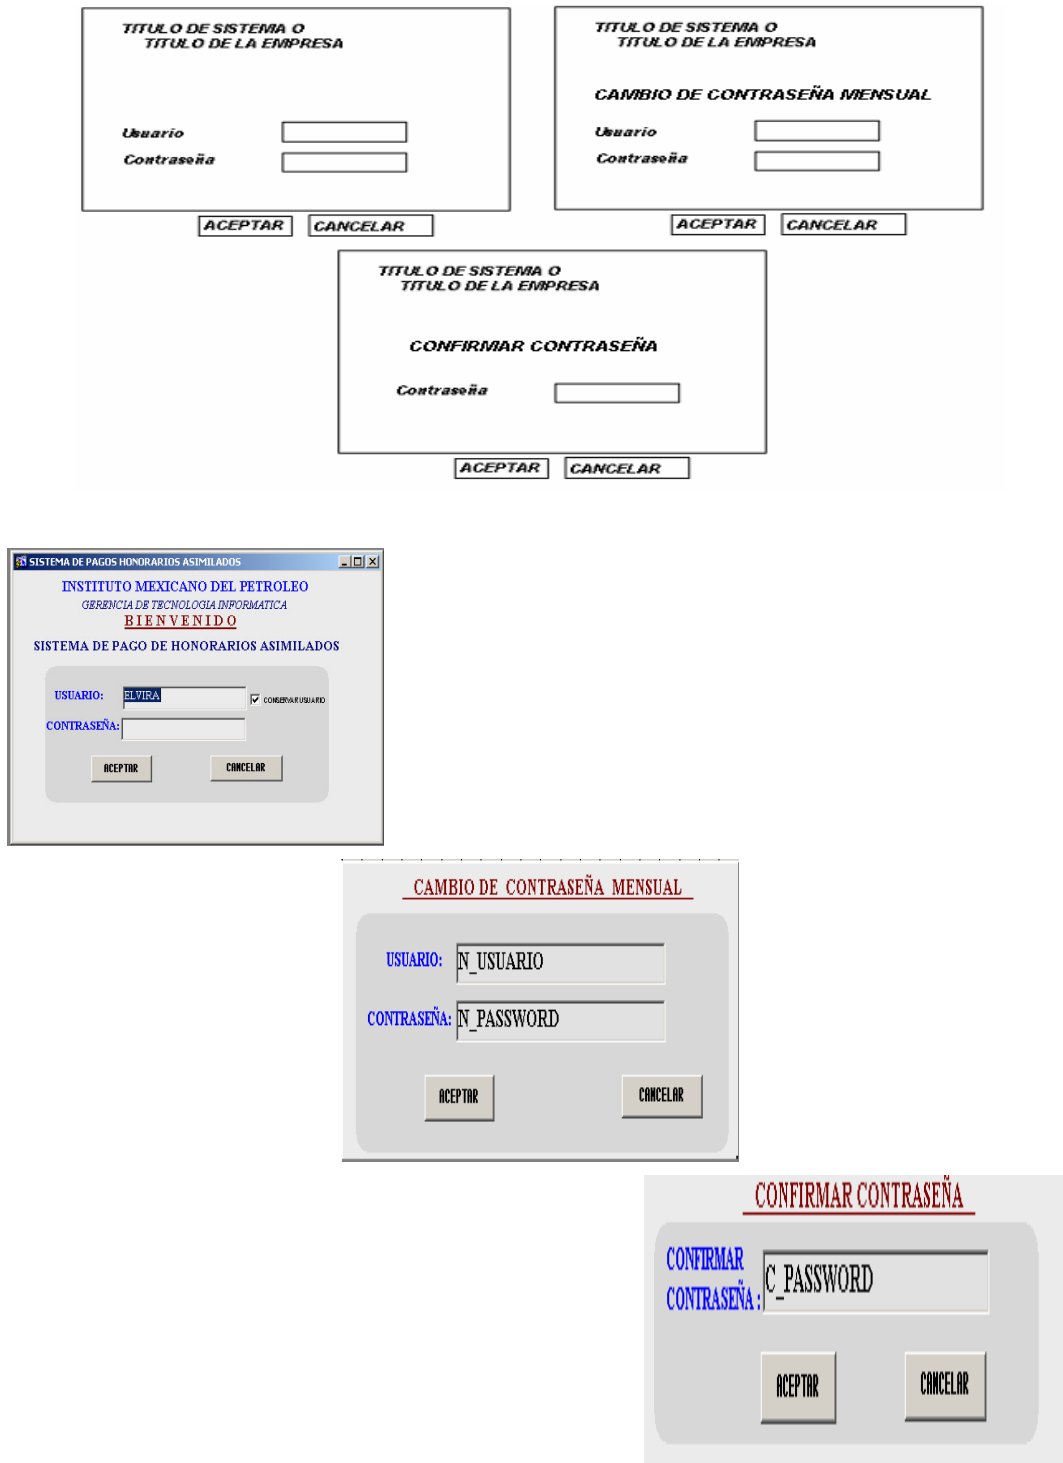 TITULO DE SISTEMA O
TITULO DE LA EMPRESA
Usuario
Contraseña
ACEPTAR
CANCELAR
TITULO DE SISTEMA O
TITULO DE LA EMPRESA
CAMBIO DE CONTRASEÑA MENSUAL
Usuario
Contraseña
ACEPTAR
CANCELAR
TITULO DE SISTEMA O
TITULO DE LA EMPRESA
CONFIRMAR CONTRASEÑA
Contraseña
ACEPTAR
CANCELAR
SISTEMA DE PAGOS HONORARIOS ASIMILADOS
INSTITUTO MEXICANO DEL PETROLEO
GERENCIA DE TECNOLOGIA INFORMATICA
BIENVENIDO
SISTEMA DE PAGO DE HONORARIOS ASIMILADOS
USUARIO: ELVIRA CONSERVAR USUARIO
CONTRASEÑA:
ACEPTAR CANCELAR
CAMBIO DE CONTRASEÑA MENSUAL
USUARIO: N_USUARIO
CONTRASEÑA: N_PASSWORD
ACEPTAR CANCELAR
CONFIRMAR CONTRASEÑA
CONFIRMAR
CONTRASEÑA : C_PASSWORD
ACEPTAR CANCELAR